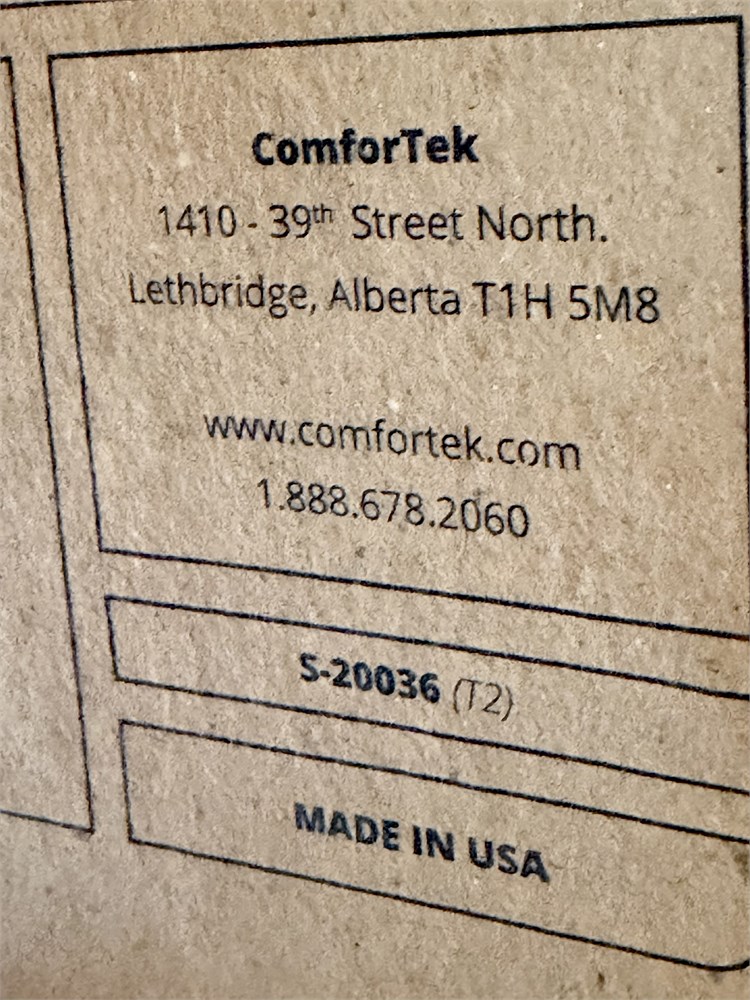 ComforTek
1410 - 39th Street North.
Lethbridge, Alberta T1H 5M8
www.comfortek.com
1.888.678.2060
S-20036 (T2)
MADE IN USA